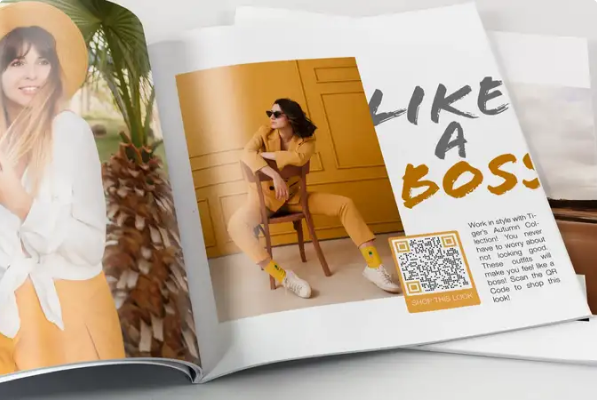 LIKE
A
BOSS
Work in style with Ti-
ger's Autumn Col-
lection! You never
have to worry about
not looking good.
These outfits will
make you feel like a
boss! Scan the QR
Code to shop this
look!
SHOP THIS LOOK